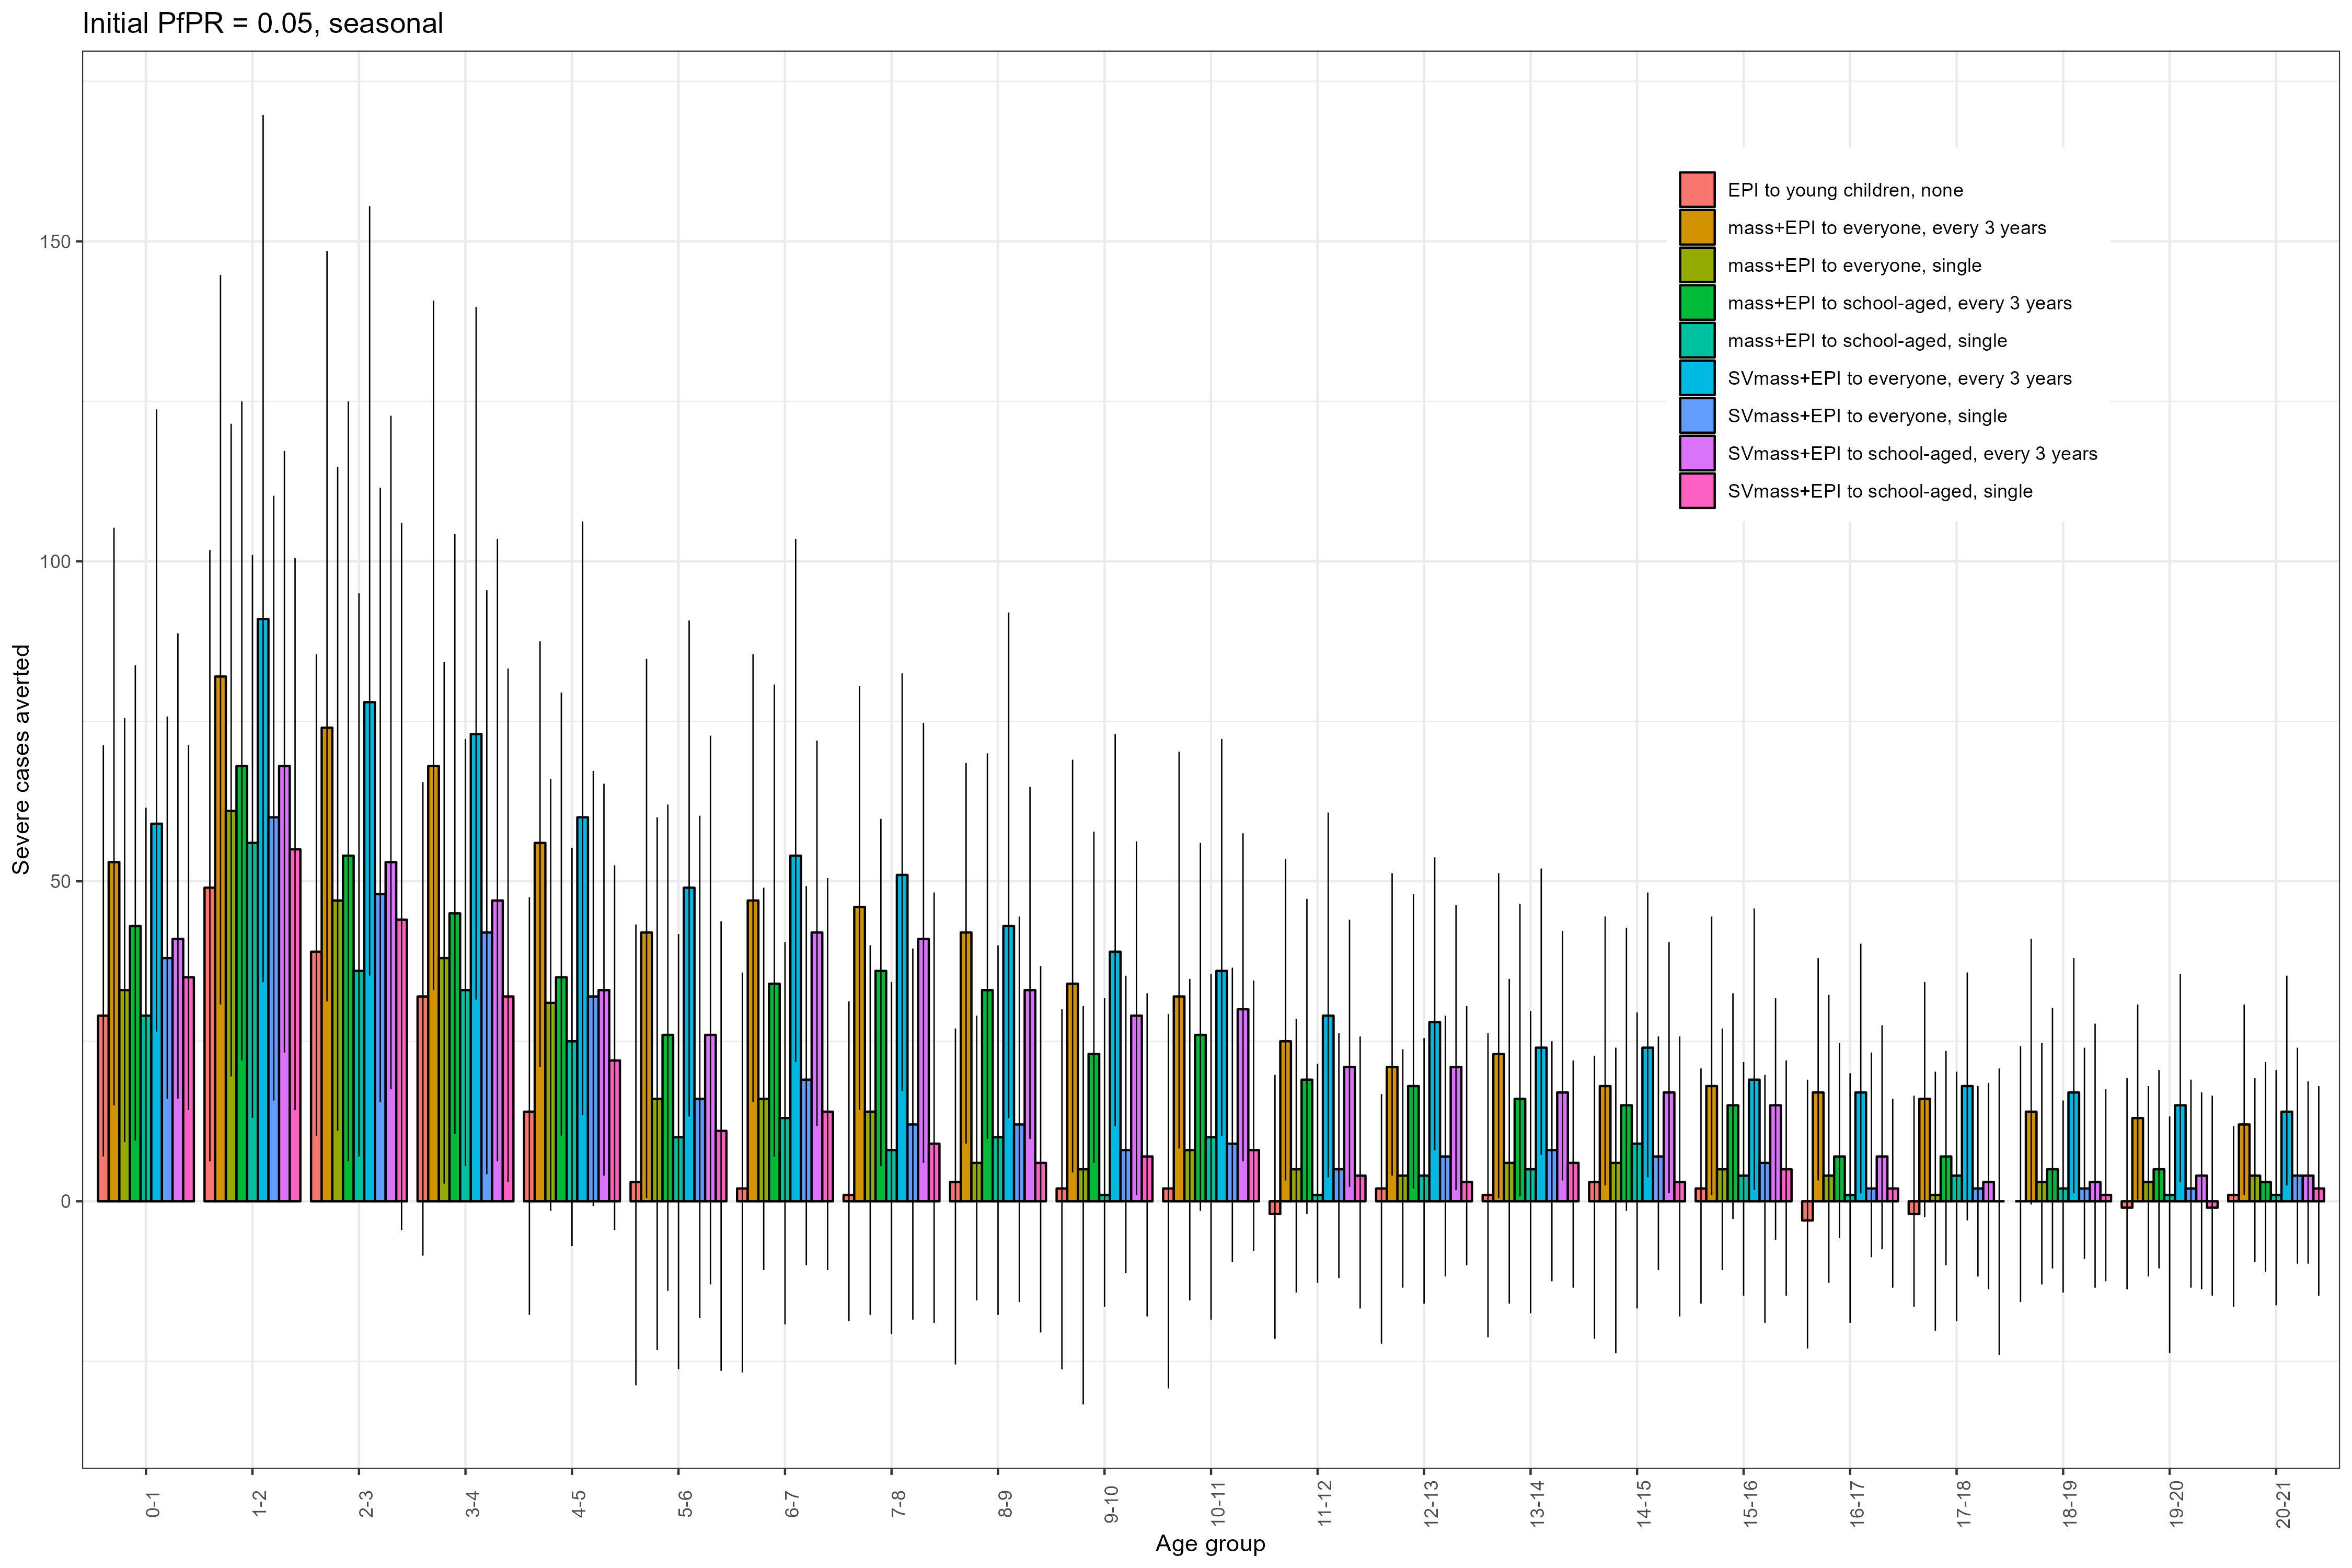 Initial PfPR = 0.05, seasonal
Severe cases averted
150
100
50
0
EPI to young children, none
mass+EPI to everyone, every 3 years
mass+EPI to everyone, single
mass+EPI to school-aged, every 3 years
mass+EPI to school-aged, single
SVmass+EPI to everyone, every 3 years
SVmass+EPI to everyone, single
SVmass+EPI to school-aged, every 3 years
SVmass+EPI to school-aged, single
0-1
1-2
2-3
3-4
4-5
5-6
6-7
7-8
8-9
9-10
10-11
11-12
12-13
13-14
14-15
15-16
16-17
17-18
18-19
19-20
20-21
Age group